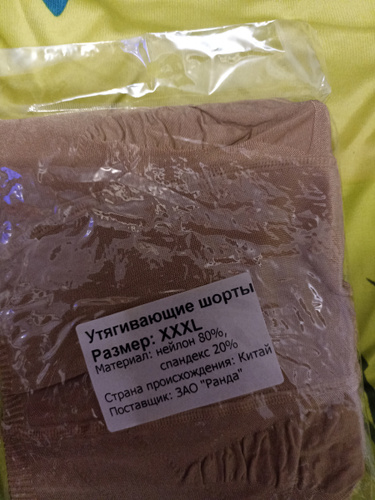 Утягивающие шорты
Размер: XXXL
Материал: нейлон 80%,
спандекс 20%
Страна происхождения: Китай
Поставщик: ЗАО "Ранда"